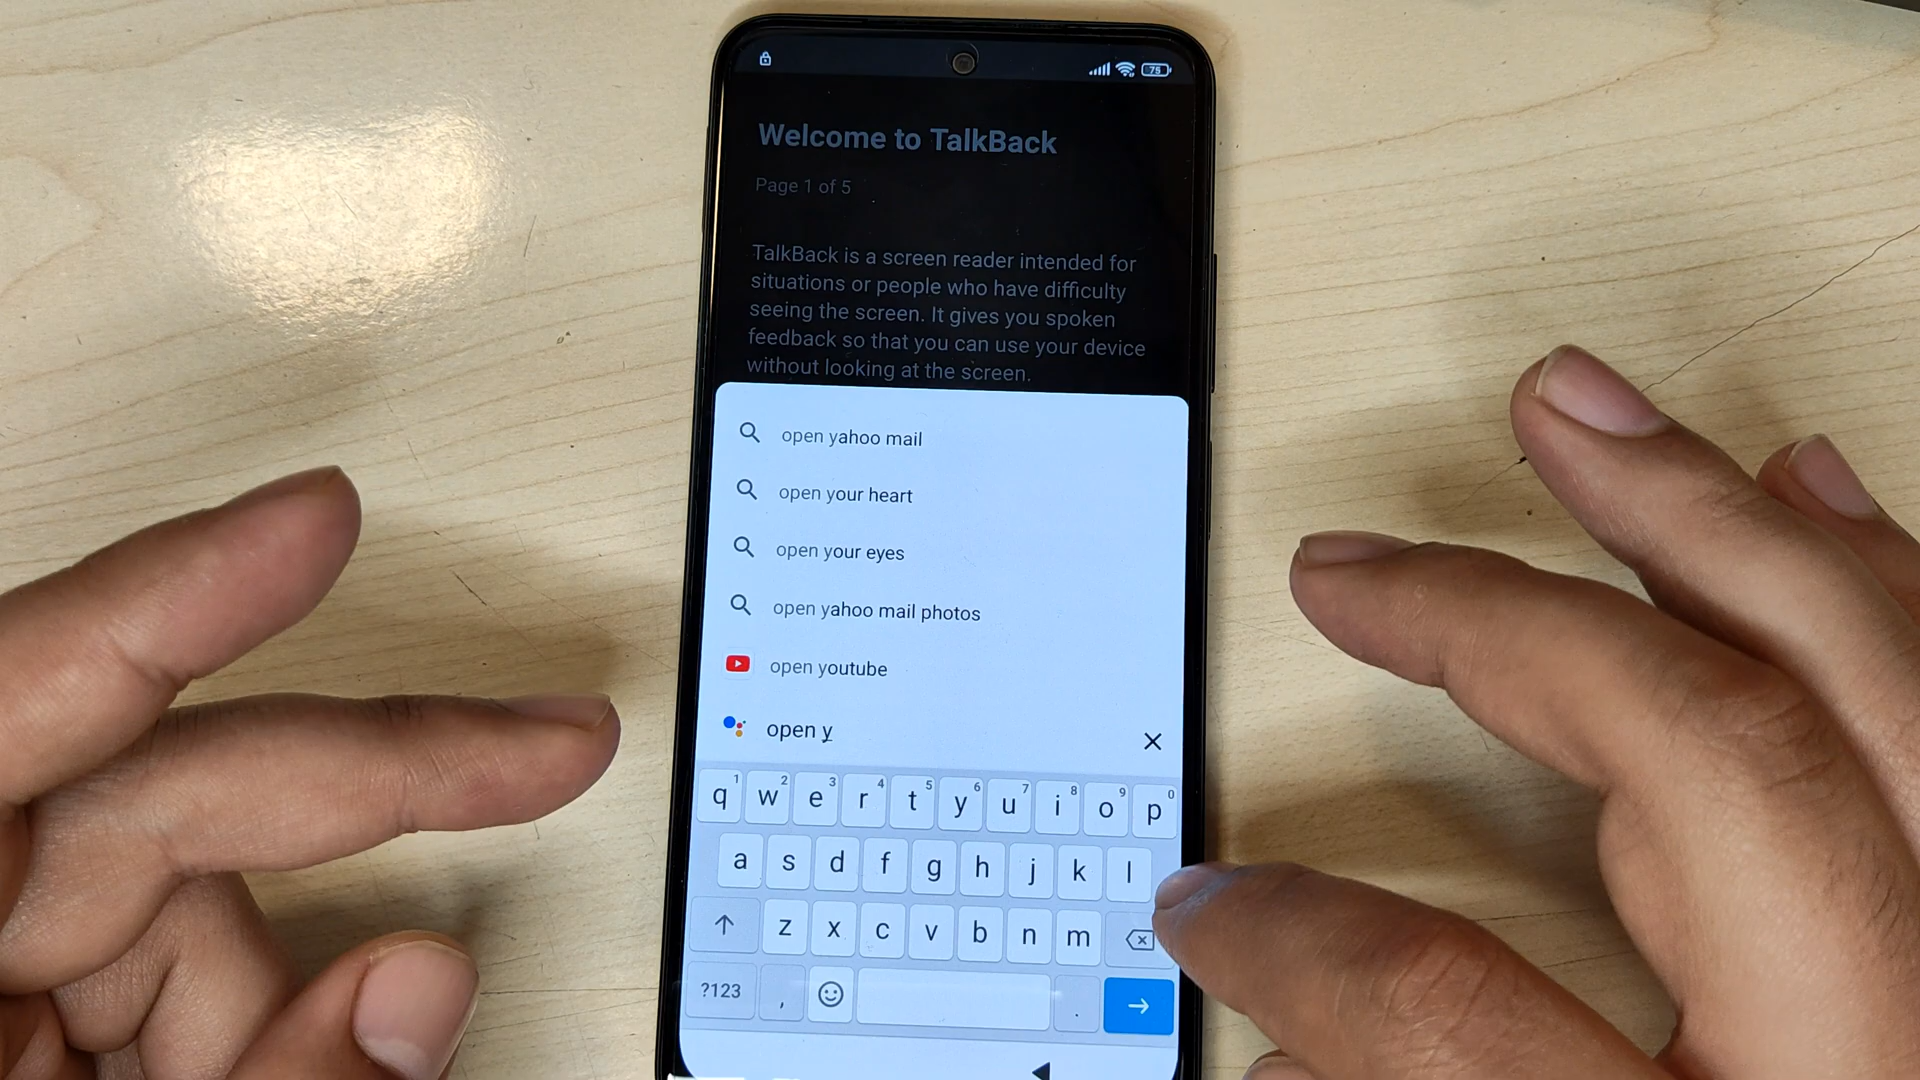 75
Welcome to TalkBack
Page 1 of 5
TalkBack is a screen reader intended for
situations or people who have difficulty
seeing the screen. It gives you spoken
feedback so that you can use your device
without looking at the screen.
open yahoo mail
open your heart
open your eyes
open yahoo mail photos
open youtube
open y
1 2 3 4 5 6 7 8 9 0
q w e r t y u i o p
a s d f g h j k l
z x c v b n m
?123 , .